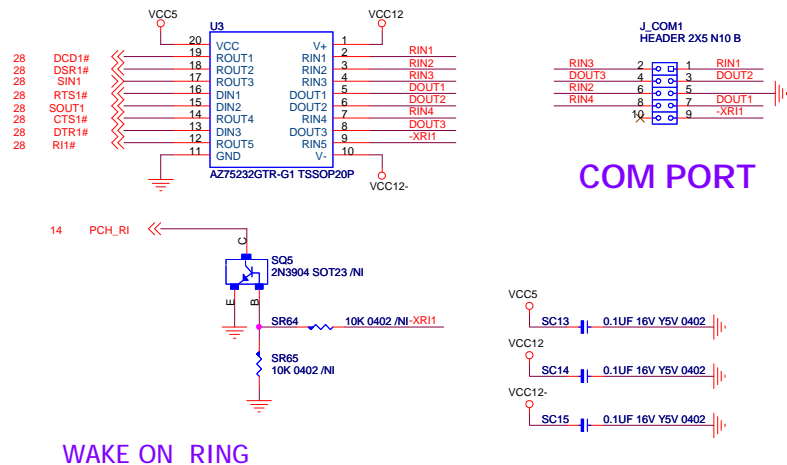 VCC5
VCC12
U3
20 VCC V+ 1
28 DCD1# 19 ROUT1 RIN1 2 RIN1
28 DSR1# 18 ROUT2 RIN2 3 RIN2
28 SIN1 17 ROUT3 RIN3 4 RIN3
28 RTS1# 16 DIN1 DOUT1 5 DOUT1
28 SOUT1 15 DIN2 DOUT2 6 DOUT2
28 CTS1# 14 ROUT4 RIN4 7 RIN4
28 DTR1# 13 DIN3 DOUT3 8 DOUT3
28 RI1# 12 ROUT5 RIN5 9 -XRI1
11 GND V- 10
AZ75232GTR-G1 TSSOP20P
VCC12-
J_COM1
HEADER 2X5 N10 B
RIN3 2 1 RIN1
DOUT3 4 3 DOUT2
RIN2 6 5
RIN4 8 7 DOUT1
10 9 -XRI1
COM PORT
14 PCH_RI
C
SQ5
2N3904 SOT23 /NI
E
B
SR64 10K 0402 /NI -XRI1
SR65
10K 0402 /NI
WAKE ON RING
VCC5
SC13 0.1UF 16V Y5V 0402
VCC12
SC14 0.1UF 16V Y5V 0402
VCC12-
SC15 0.1UF 16V Y5V 0402